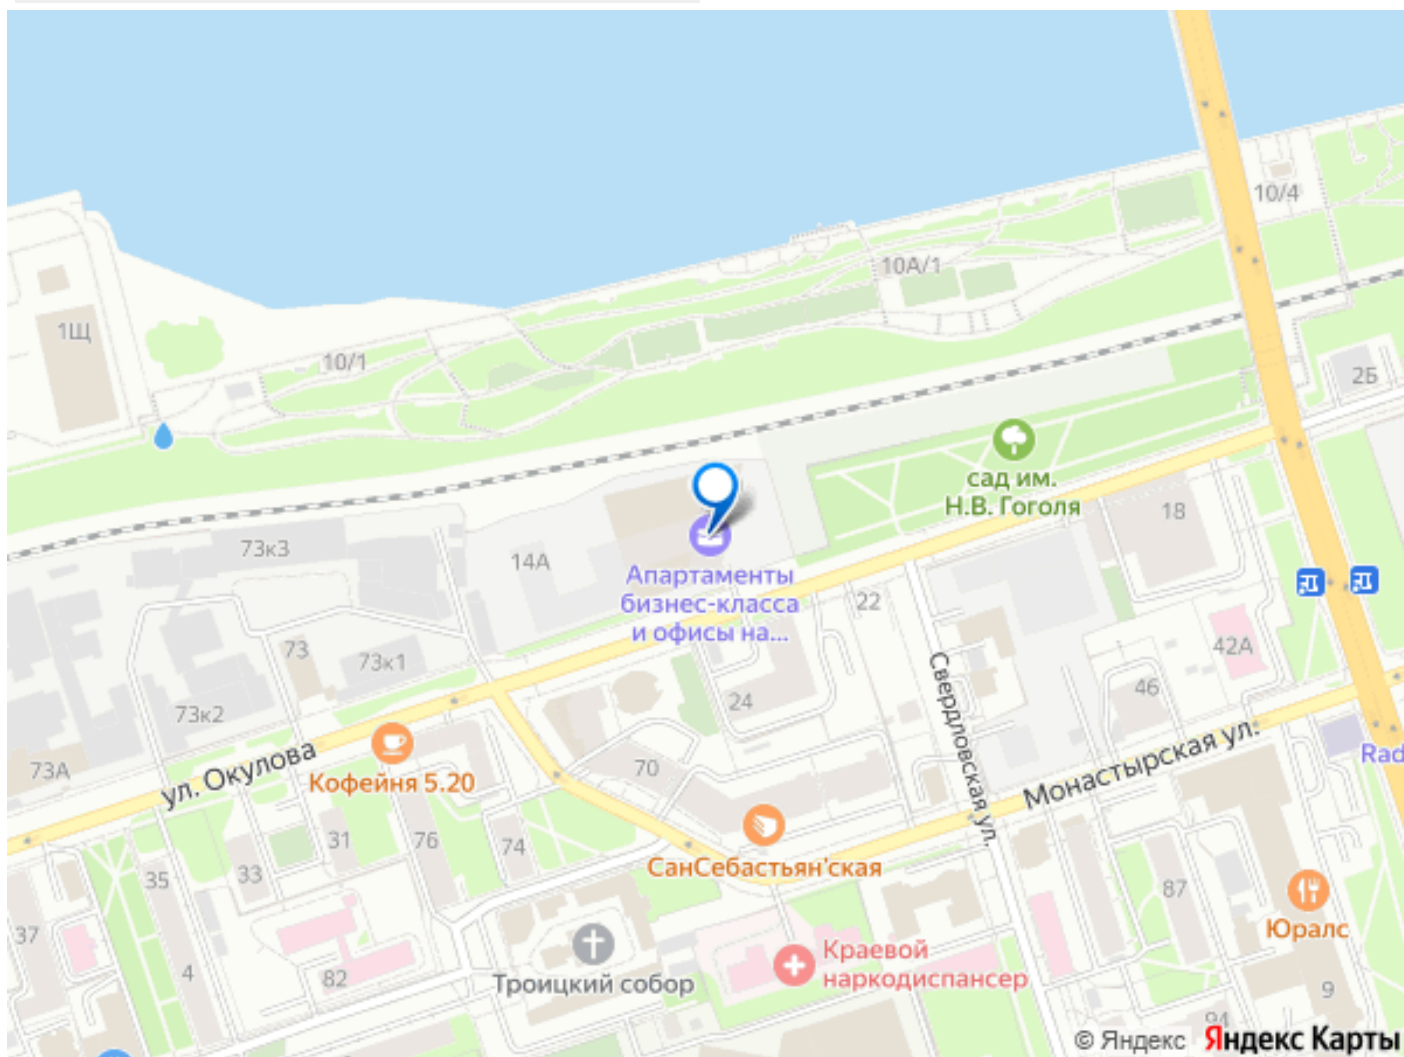 10/4
10А/1
1Щ
10/1
2Б
сад им.
Н.В. Гоголя
18
73к3
14А
Апартаменты
бизнес-класса
и офисы на...
22
42А
73
73к1
Свердловская ул.
46
73к2
24
Монастырская ул.
Rad
73А
ул. Окулова
Кофейня 5.20
70
31
76
74
СанСебастьян'ская
33
35
87
Юралс
37
4
82
Троицкий собор
Краевой
наркодиспансер
9
94
© Яндекс Яндекс Карты